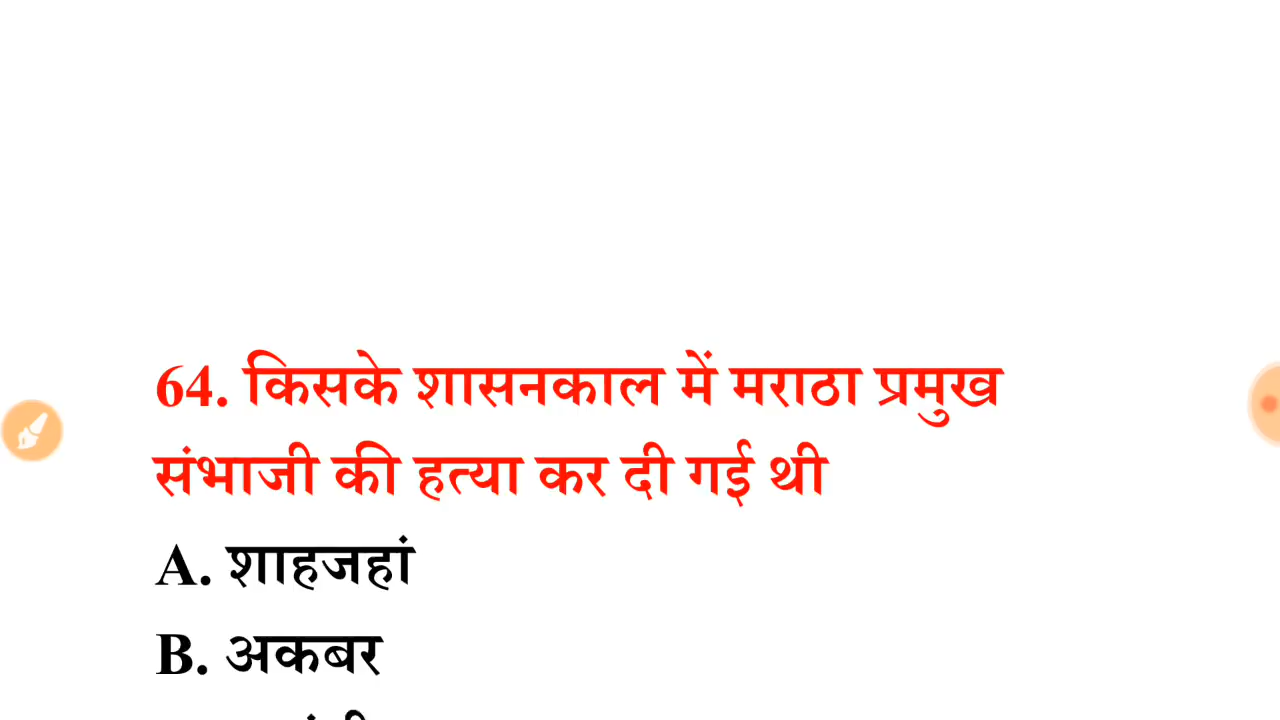 64. किसके शासनकाल में मराठा प्रमुख
संभाजी की हत्या कर दी गई थी
A. शाहजहां
B. अकबर